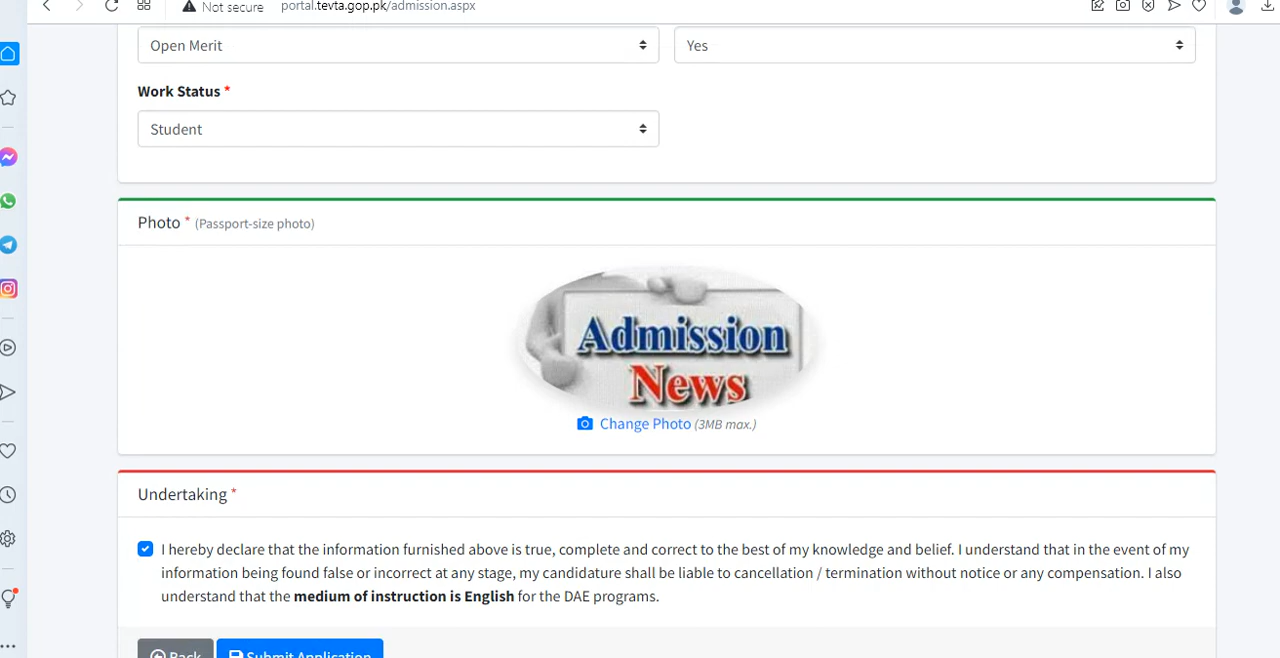 Not secure portal.tevta.gop.pk/admission.aspx
Open Merit Yes
Work Status *
Student
Photo * (Passport-size photo)
Admission
News
Change Photo (3MB max.)
Undertaking *
I hereby declare that the information furnished above is true, complete and correct to the best of my knowledge and belief. I understand that in the event of my
information being found false or incorrect at any stage, my candidature shall be liable to cancellation / termination without notice or any compensation. I also
understand that the medium of instruction is English for the DAE programs.
Back Submit Application